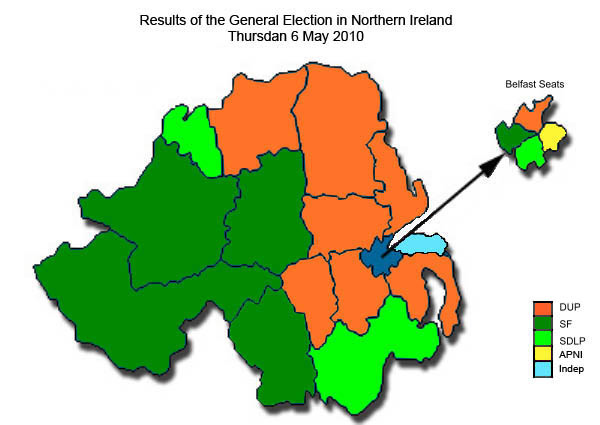 Results of the General Election in Northern Ireland
Thursdan 6 May 2010
Belfast Seats
DUP
SF
SDLP
APNI
Indep